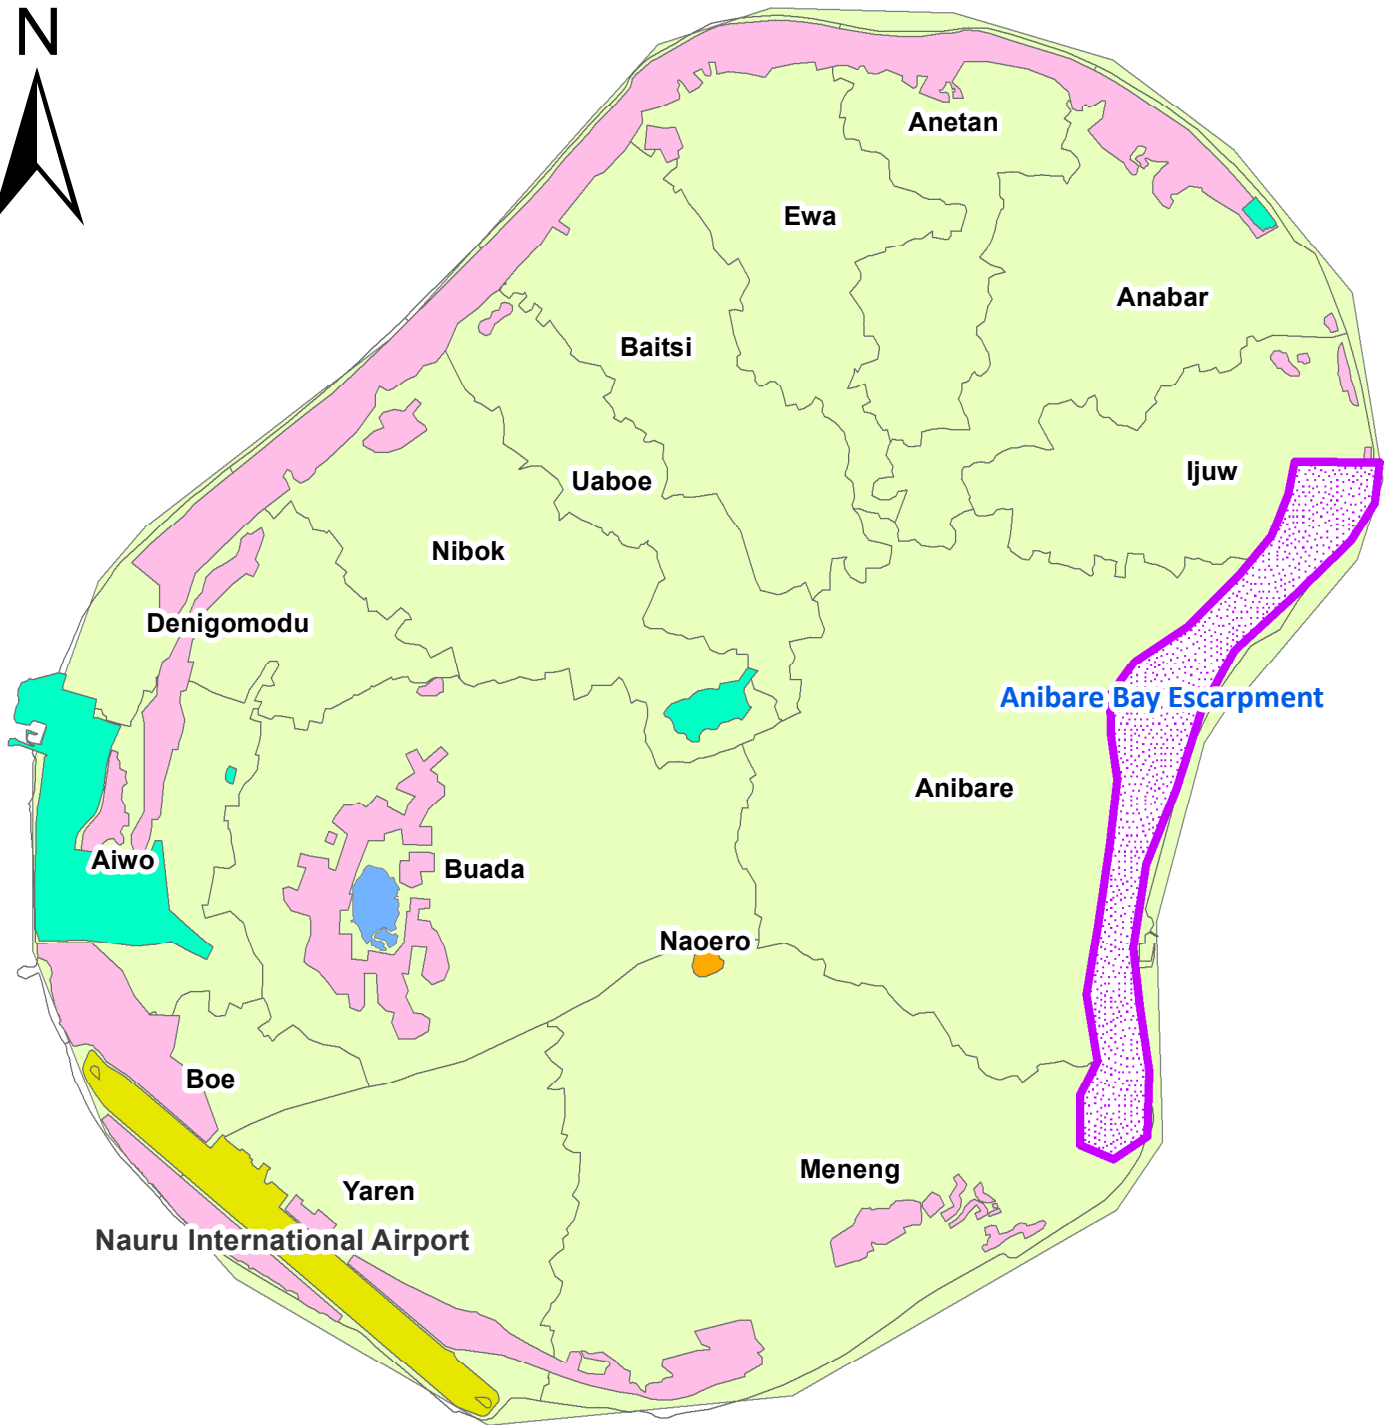 N
Anetan
Ewa
Anabar
Baitsi
Ijuw
Uaboe
Nibok
Denigomodu
Anibare Bay Escarpment
Anibare
Aiwo
Buada
Naoero
Boe
Meneng
Yaren
Nauru International Airport